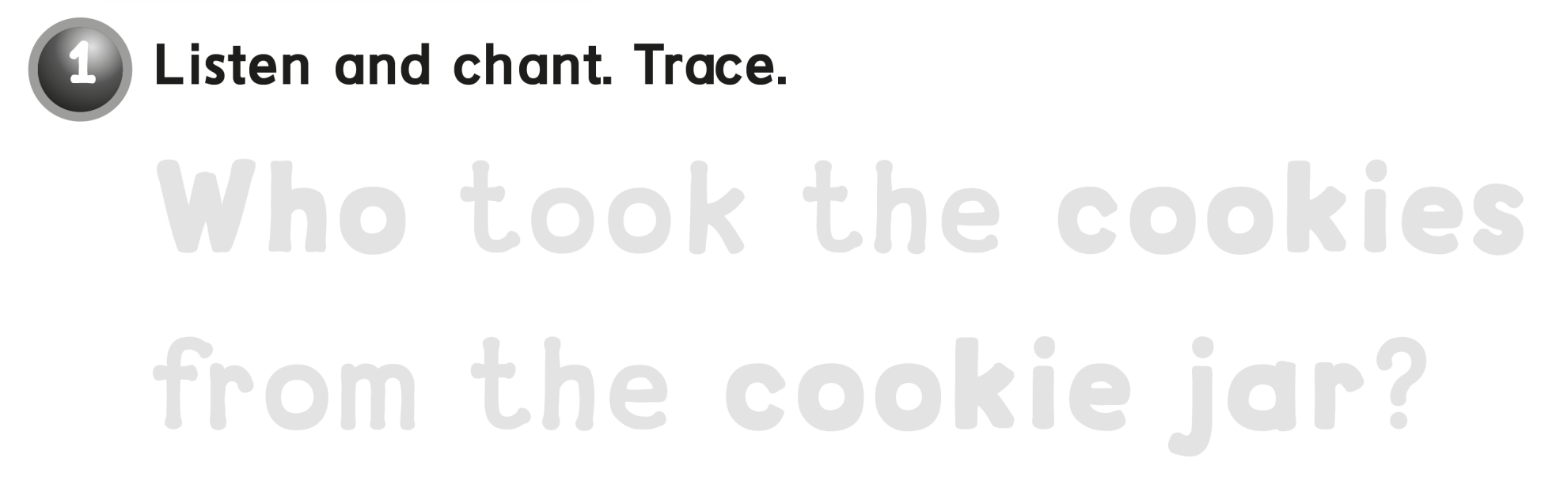 1 Listen and chant. Trace.
Who took the cookies
from the cookie jar?